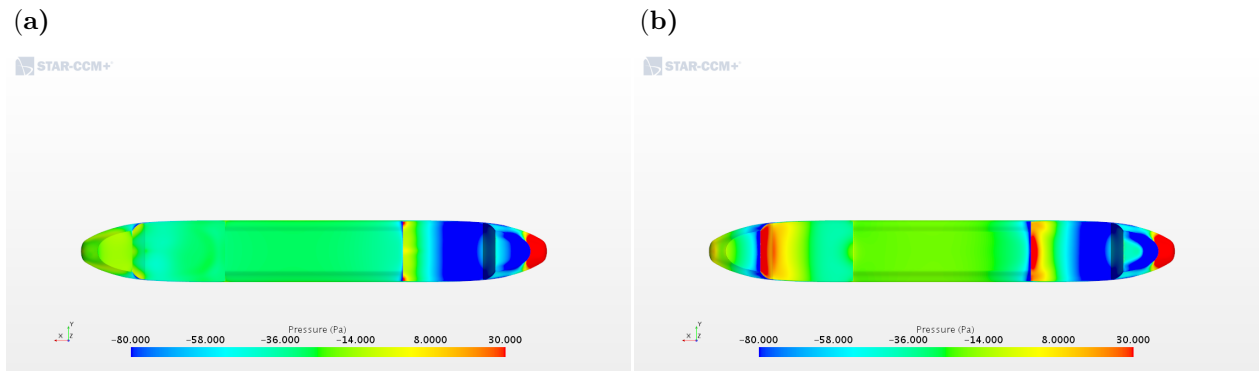 (a)
STAR-CCM+
Y
X Z
Pressure (Pa)
-80.000 -58.000 -36.000 -14.000 8.0000 30.000
(b)
STAR-CCM+
Y
X Z
Pressure (Pa)
-80.000 -58.000 -36.000 -14.000 8.0000 30.000